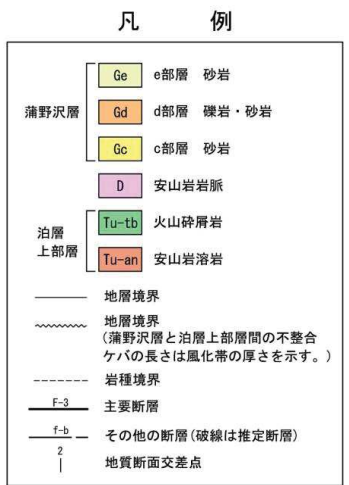 凡 例
Ge e部層 砂岩
蒲野沢層 Gd d部層 礫岩・砂岩
Gc c部層 砂岩
D 安山岩岩脈
泊層
上部層
Tu-tb 火山砕屑岩
Tu-an 安山岩溶岩
地層境界
地層境界
(蒲野沢層と泊層上部層間の不整合
ケバの長さは風化帯の厚さを示す。)
岩種境界
F-3 主要断層
f-b その他の断層(破線は推定断層)
2 地質断面交差点